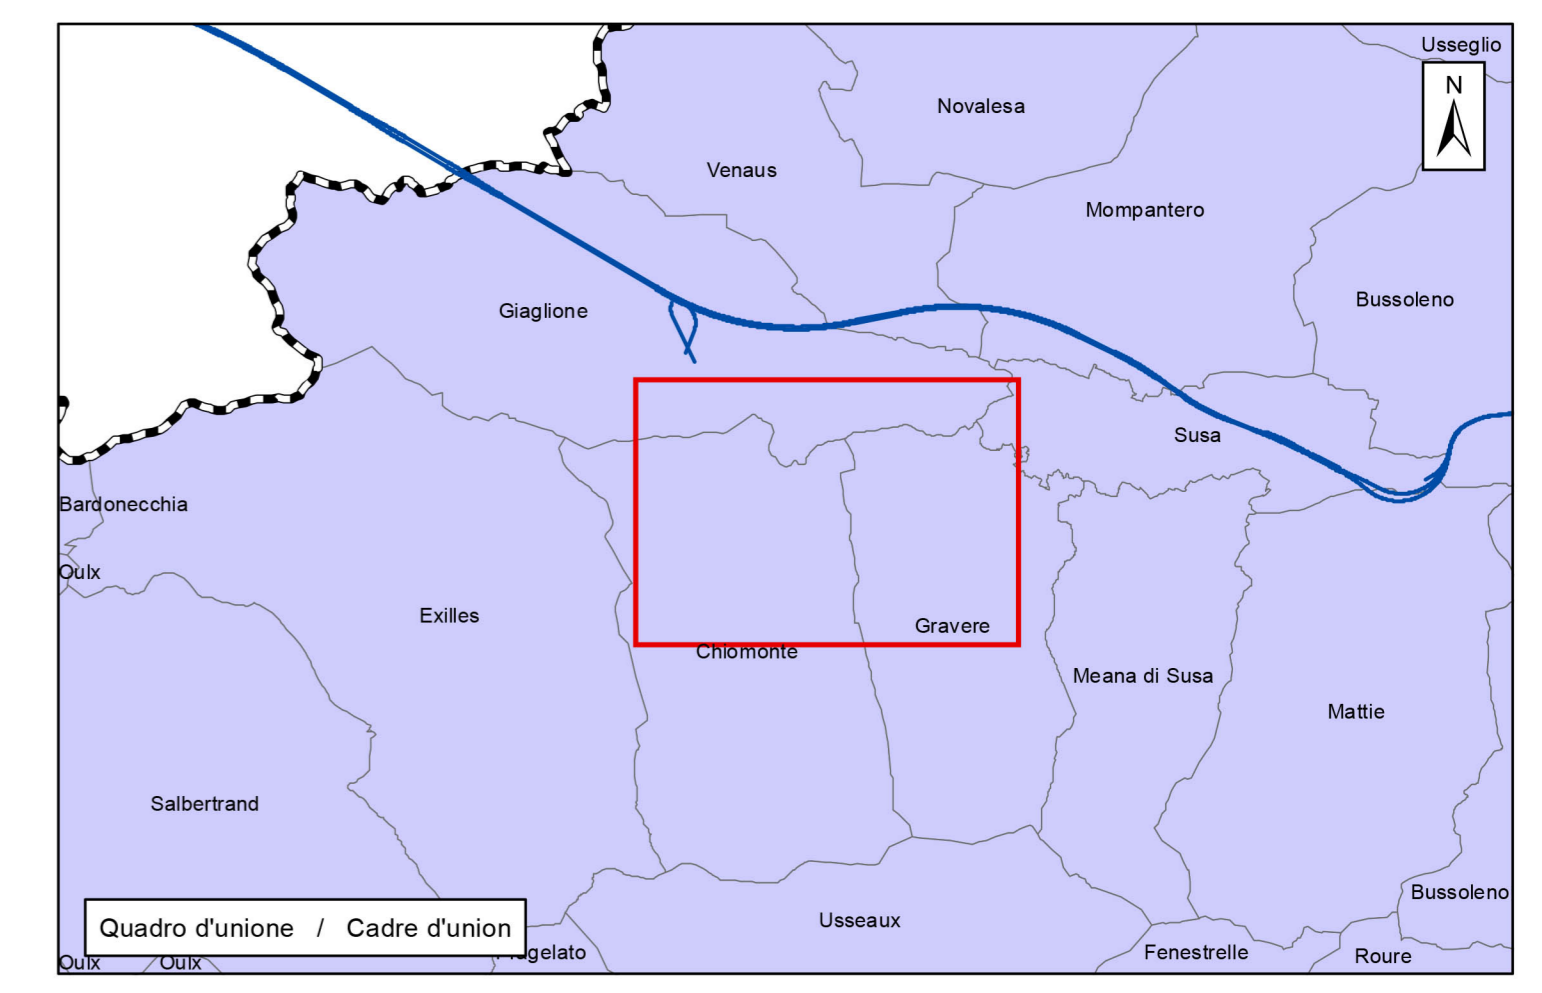 Usseglio
N
Novalesa
Venaus
Mompantero
Bussoleno
Giaglione
Susa
Bardonecchia
Oulx
Exilles
Gravere
Chiomonte
Meana di Susa
Mattie
Salbertrand
Bussoleno
Usseaux
Quadro d'unione / Cadre d'union
agelato
Fenestrelle
Roure
Oulx
Oulx